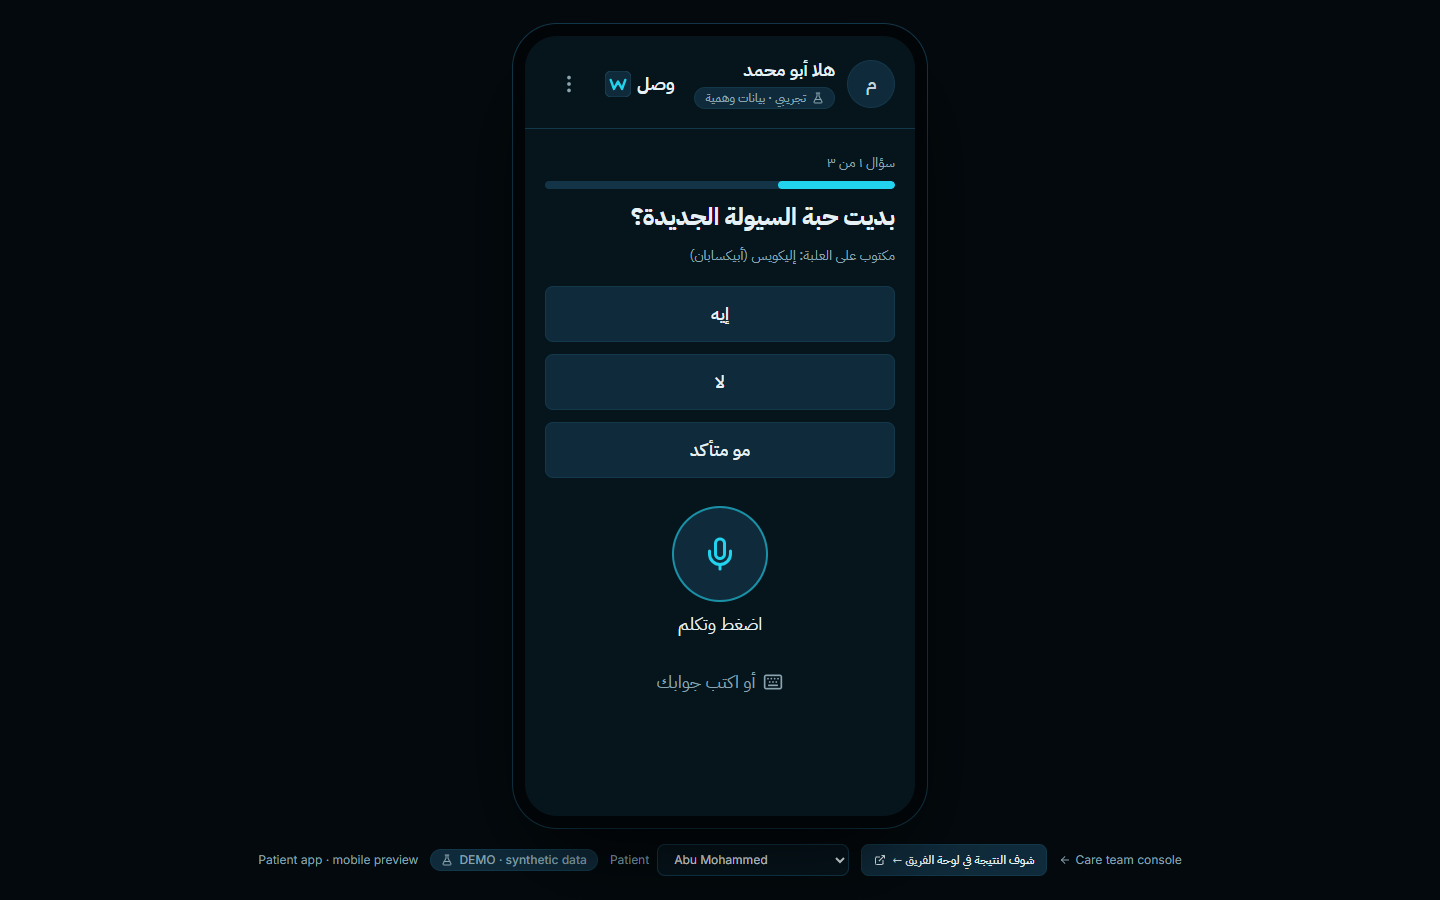 م
هلا أبو محمد
تجريبي · بيانات وهمية
وصل
سؤال ١ من ٣
بديت حبة السيولة الجديدة؟
مكتوب على العلبة: إليكويس (أبيكسابان)
إيه
لا
مو متأكد
اضغط وتكلم
أو اكتب جوابك
Patient app · mobile preview
DEMO · synthetic data
Patient
Abu Mohammed
شوف النتيجة في لوحة الفريق ←
← Care team console